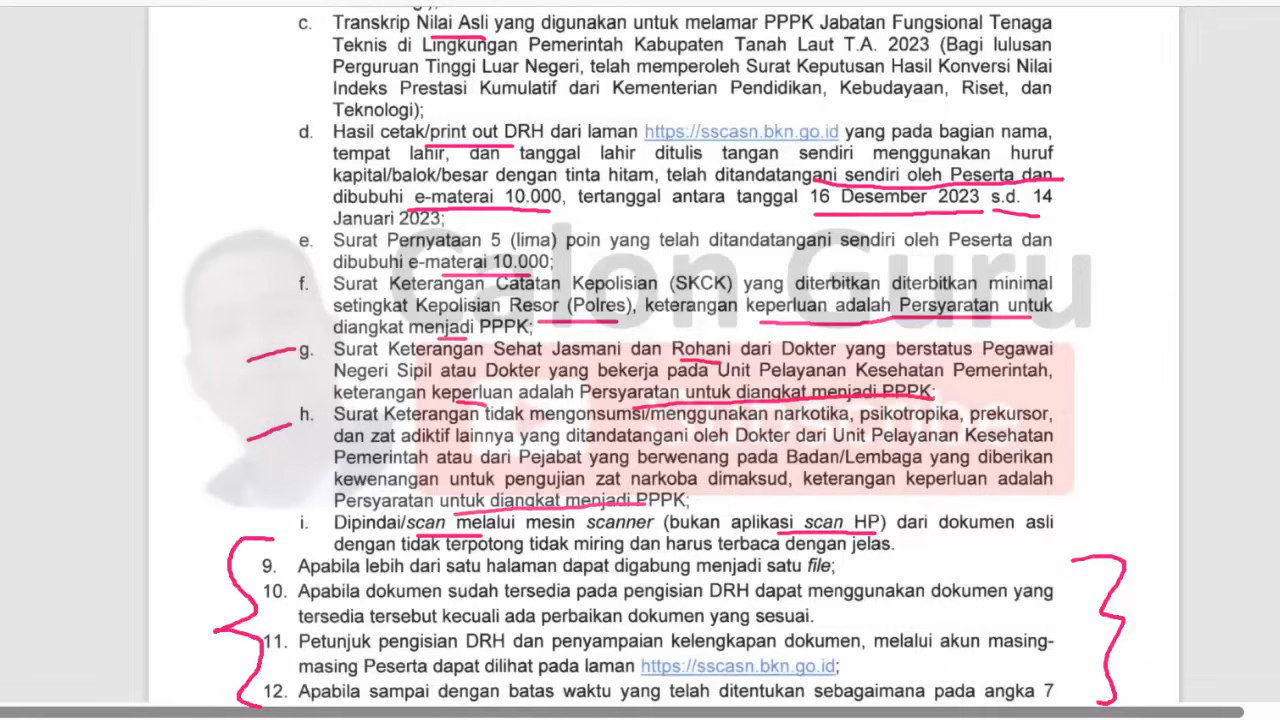 c. Transkrip Nilai Asli yang digunakan untuk melamar PPPK Jabatan Fungsional Tenaga
Teknis di Lingkungan Pemerintah Kabupaten Tanah Laut T.A. 2023 (Bagi lulusan
Perguruan Tinggi Luar Negeri, telah memperoleh Surat Keputusan Hasil Konversi Nilai
Indeks Prestasi Kumulatif dari Kementerian Pendidikan, Kebudayaan, Riset, dan
Teknologi);
d. Hasil cetak/print out DRH dari laman https://sscasn.bkn.go.id yang pada bagian nama,
tempat lahir, dan tanggal lahir ditulis tangan sendiri menggunakan huruf
kapital/balok/besar dengan tinta hitam, telah ditandatangani sendiri oleh Peserta dan
dibubuhi e-materai 10.000, tertanggal antara tanggal 16 Desember 2023 s.d. 14
Januari 2023;
e. Surat Pernyataan 5 (lima) poin yang telah ditandatangani sendiri oleh Peserta dan
dibubuhi e-materai 10.000;
f. Surat Keterangan Catatan Kepolisian (SKCK) yang diterbitkan diterbitkan minimal
setingkat Kepolisian Resor (Polres), keterangan keperluan adalah Persyaratan untuk
diangkat menjadi PPPK;
g. Surat Keterangan Sehat Jasmani dan Rohani dari Dokter yang berstatus Pegawai
Negeri Sipil atau Dokter yang bekerja pada Unit Pelayanan Kesehatan Pemerintah,
keterangan keperluan adalah Persyaratan untuk diangkat menjadi PPPK;
h. Surat Keterangan tidak mengonsumsi/menggunakan narkotika, psikotropika, prekursor,
dan zat adiktif lainnya yang ditandatangani oleh Dokter dari Unit Pelayanan Kesehatan
Pemerintah atau dari Pejabat yang berwenang pada Badan/Lembaga yang diberikan
kewenangan untuk pengujian zat narkoba dimaksud, keterangan keperluan adalah
Persyaratan untuk diangkat menjadi PPPK;
i. Dipindai/scan melalui mesin scanner (bukan aplikasi scan HP) dari dokumen asli
dengan tidak terpotong tidak miring dan harus terbaca dengan jelas.
9. Apabila lebih dari satu halaman dapat digabung menjadi satu file;
10. Apabila dokumen sudah tersedia pada pengisian DRH dapat menggunakan dokumen yang
tersedia tersebut kecuali ada perbaikan dokumen yang sesuai.
11. Petunjuk pengisian DRH dan penyampaian kelengkapan dokumen, melalui akun masing-
masing Peserta dapat dilihat pada laman https://sscasn.bkn.go.id;
12. Apabila sampai dengan batas waktu yang telah ditentukan sebagaimana pada angka 7
Calon Guru
Subscribe